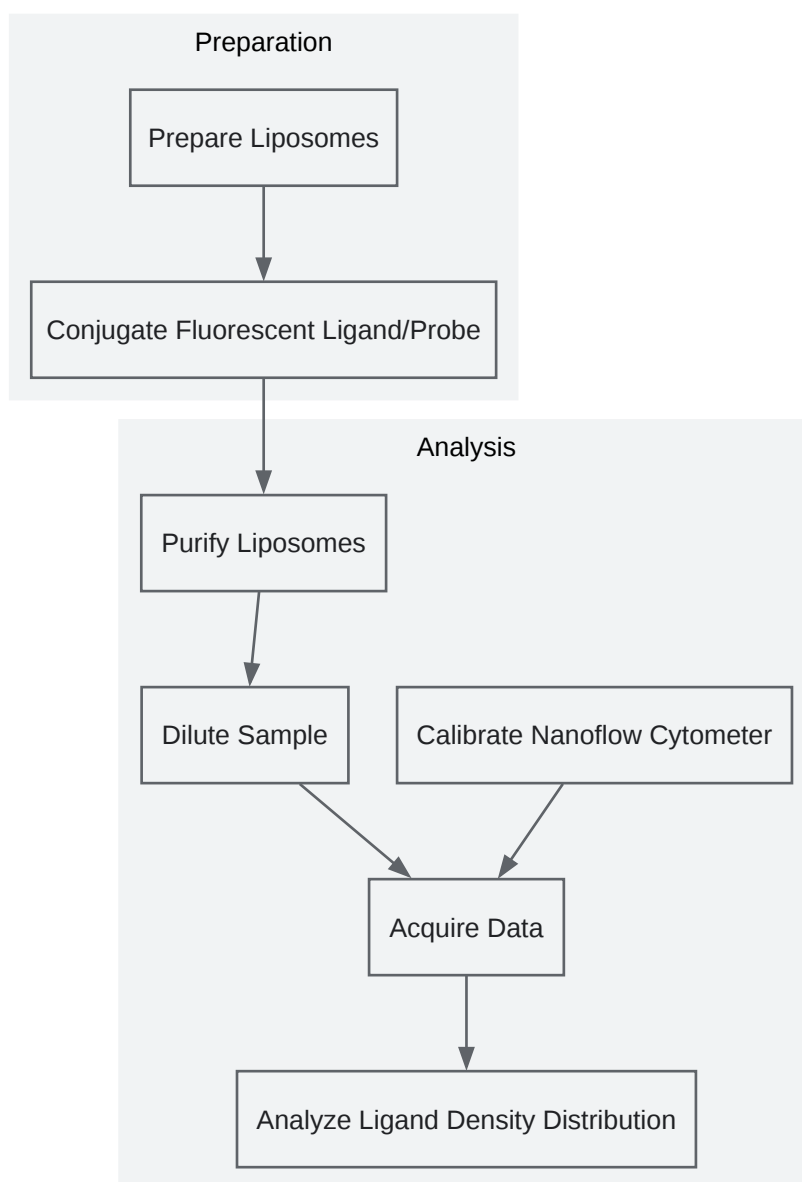 Preparation
Prepare Liposomes
Conjugate Fluorescent Ligand/Probe
Analysis
Purify Liposomes
Dilute Sample
Calibrate Nanoflow Cytometer
Acquire Data
Analyze Ligand Density Distribution